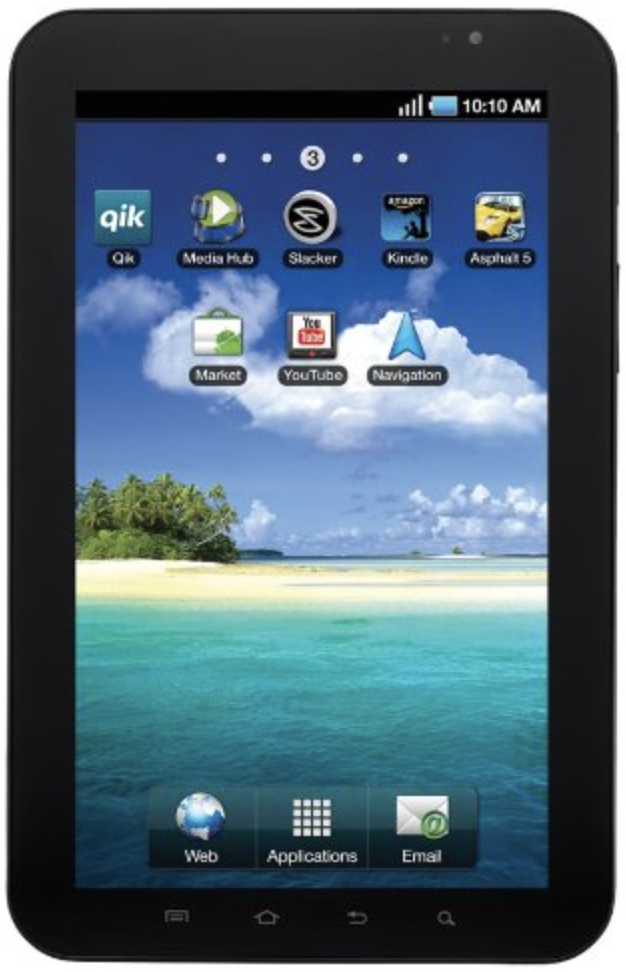 10:10 AM
3
qik
amazon
Qik
Media Hub
Slacker
Kindle
Asphalt 5
You
Tube
Market
YouTube
Navigation
@
Web
Applications
Email